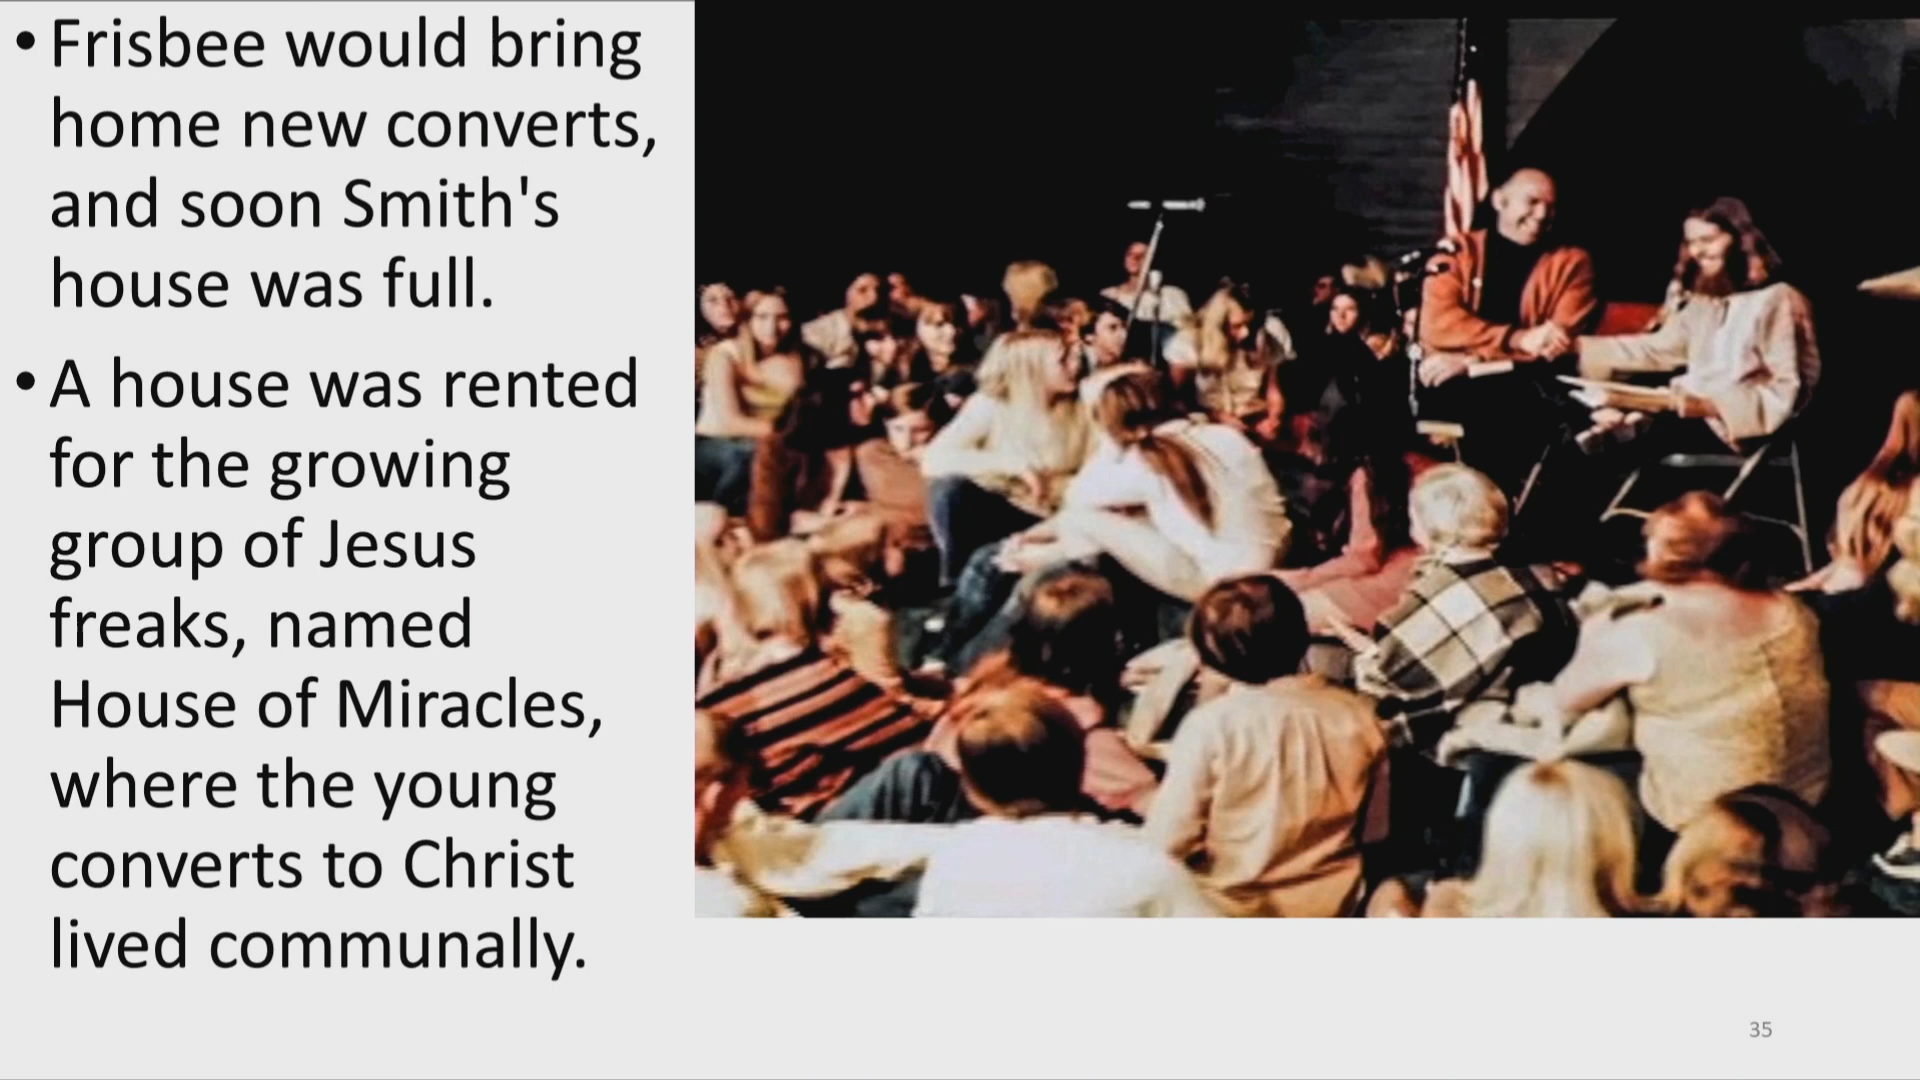 • Frisbee would bring
home new converts,
and soon Smith's
house was full.
• A house was rented
for the growing
group of Jesus
freaks, named
House of Miracles,
where the young
converts to Christ
lived communally.
35